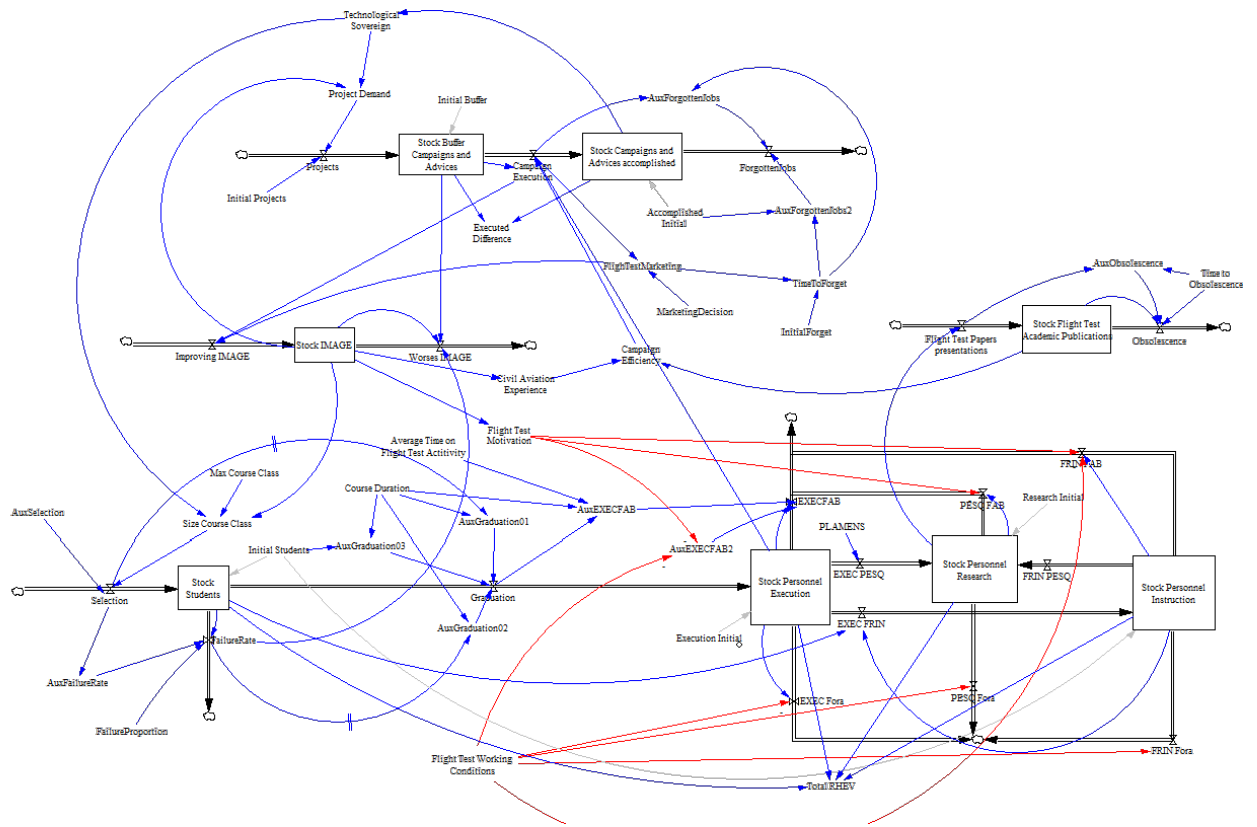 Technological
Sovereign
Project Demand
Initial Buffer
AuxForgottenJobs
Stock Buffer
Campaigns and
Advices
Stock Campaigns and
Advices accomplished
Projects
Campaign
Execution
ForgottenJobs
Initial Projects
Executed
Difference
Accomplished
Initial
AuxForgottenJobs2
FlighTestMarketing
TimeToForget
AuxObsolescence
Time to
Obsolescence
MarketingDecision
InitialForget
Improving IMAGE
Stock IMAGE
Worses IMAGE
Campaign
Efficiency
Flight Test Papers
presentations
Stock Flight Test
Academic Publications
Obsolescence
Civil Aviation
Experience
Flight Test
Motivation
Average Time on
Flight Test Actitivity
FRIN FAB
Max Course Class
Course Duration
AuxSelection
Size Course Class
AuxGraduation01
AuxEXECFAB
EXECFAB
PESQ FAB
Research Initial
PLAMENS
Initial Students
AuxGraduation03
AuxEXECFAB2
-
-
Selection
Stock
Students
Graduation
Stock Personnel
Execution
EXEC PESQ
Stock Personnel
Research
FRIN PESQ
Stock Personnel
Instruction
FailureRate
AuxGraduation02
Execution Initial
EXEC FRIN
AuxFailureRate
FailureProportion
EXEC Fora
-
PESQ Fora
-
Flight Test Working
Conditions
FRIN Fora
Total RHEV